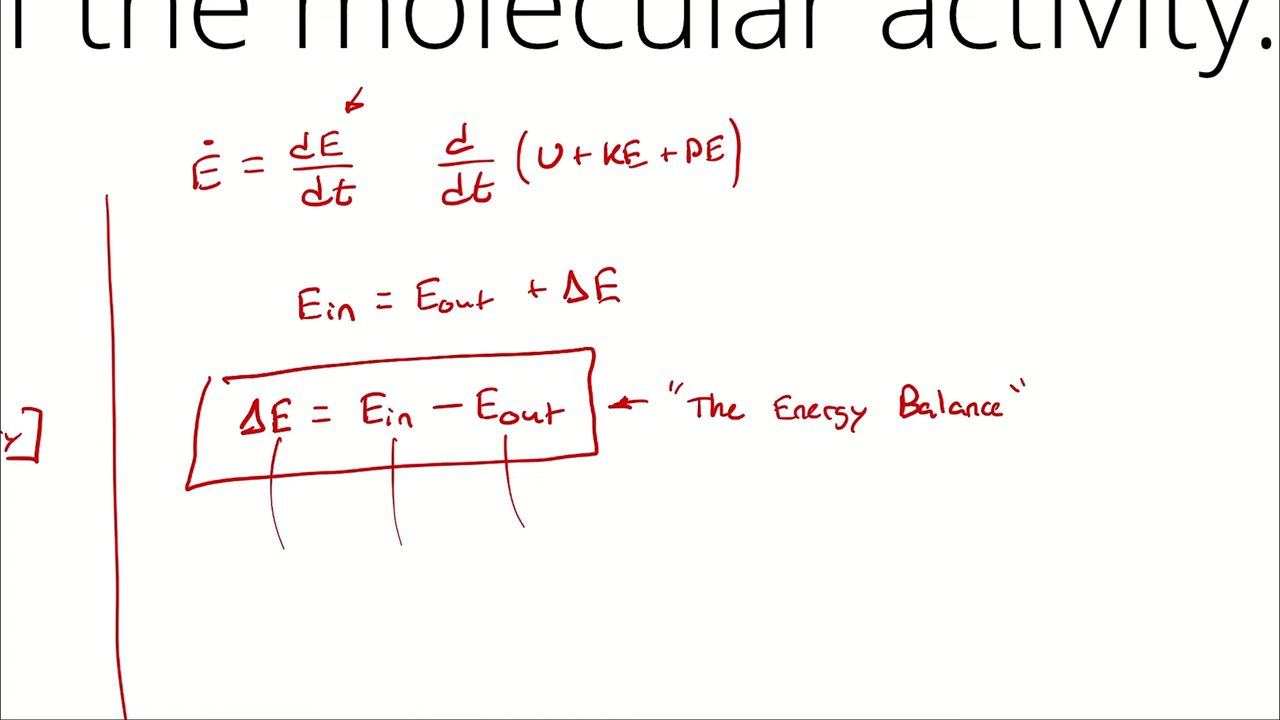 the molecular activity.
Ė = dE/dt d/dt (U + KE + PE)
Ein = Eout + ΔE
ΔE = Ein - Eout ← "The Energy Balance"